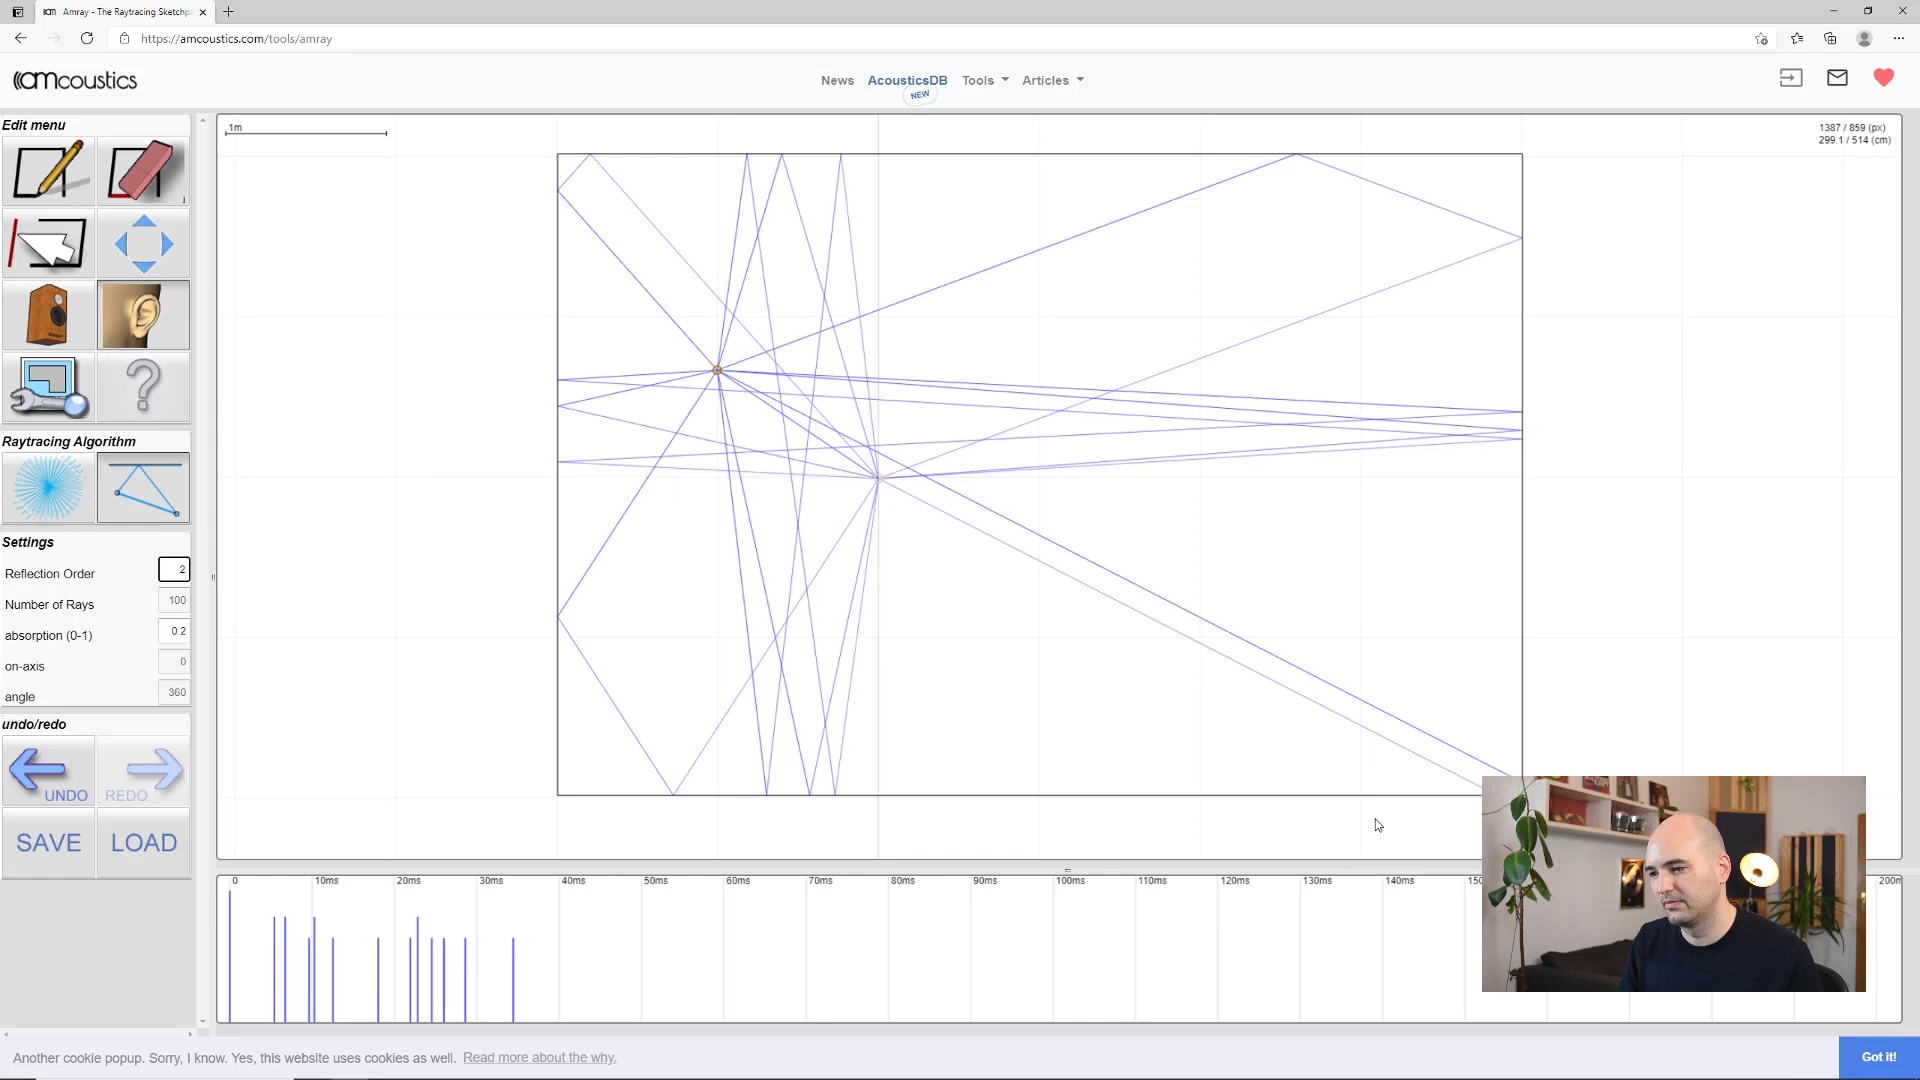 Amray - The Raytracing Sketchp
https://amcoustics.com/tools/amray
amcoustics
News
AcousticsDB
NEW
Tools
Articles
Edit menu
1m
1387 / 859 (px)
299.1 / 514 (cm)
Raytracing Algorithm
Settings
Reflection Order 2
Number of Rays 100
absorption (0-1) 0.2
on-axis 0
angle 360
undo/redo
UNDO
REDO
SAVE
LOAD
0 10ms 20ms 30ms 40ms 50ms 60ms 70ms 80ms 90ms 100ms 110ms 120ms 130ms 140ms 150 200m
Another cookie popup. Sorry, I know. Yes, this website uses cookies as well. Read more about the why.
Got it!